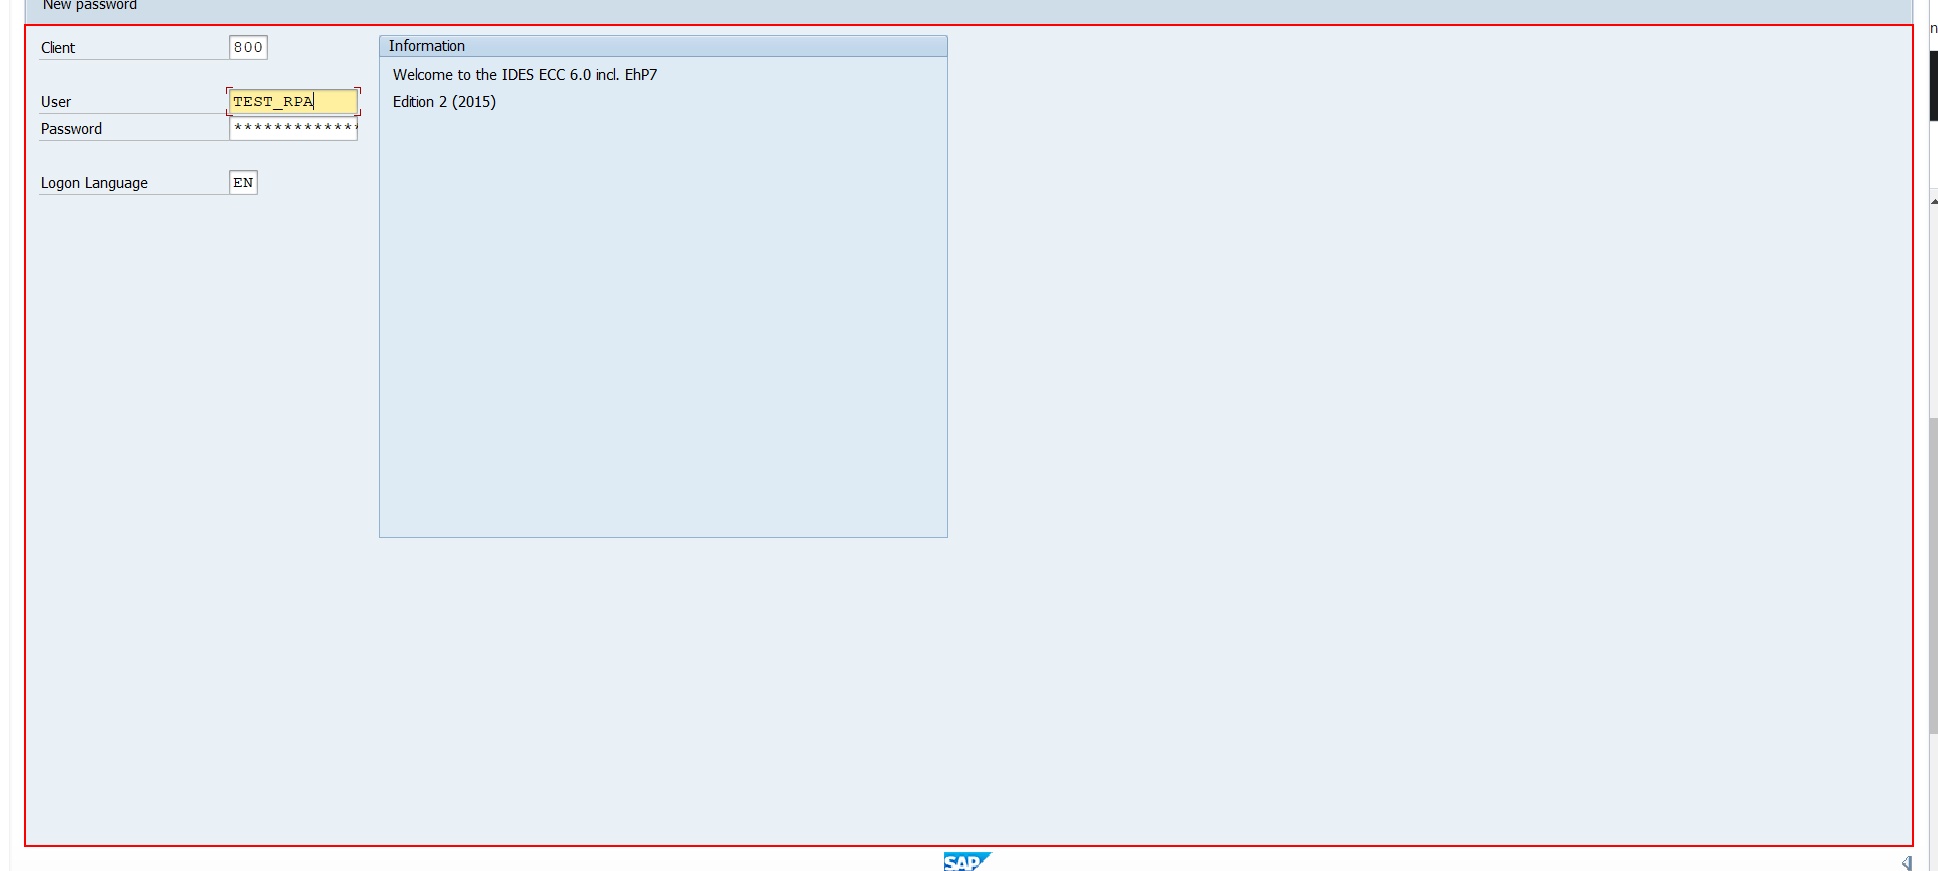 New password
Client 800
Information
Welcome to the IDES ECC 6.0 incl. EhP7
User TEST_RPA
Edition 2 (2015)
Password *************
Logon Language EN
SAP